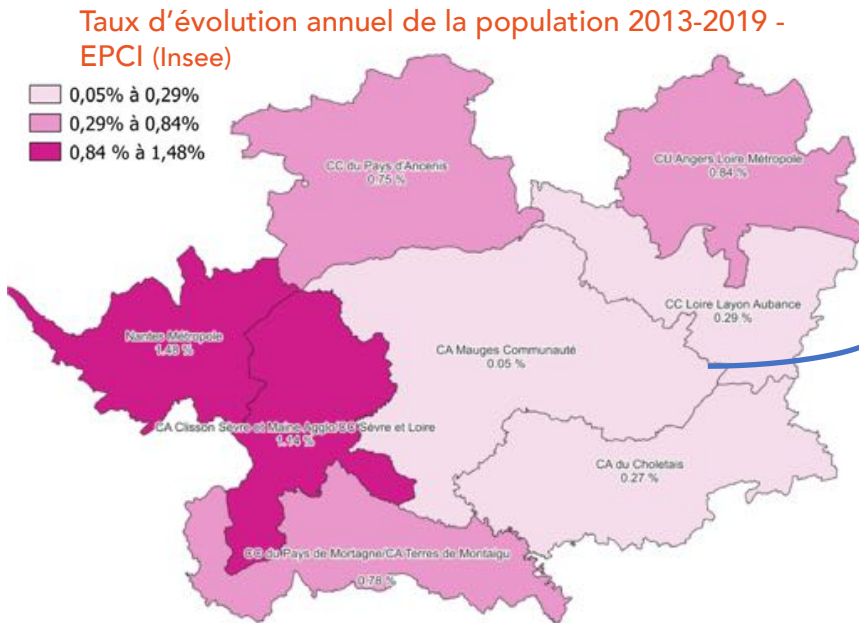 Taux d’évolution annuel de la population 2013-2019 -
EPCI (Insee)
0,05% à 0,29%
0,29% à 0,84%
0,84 % à 1,48%
CC du Pays d'Ancenis
0.75 %
CU Angers Loire Métropole
0.84 %
CC Loire Layon Aubance
0.29 %
Nantes Métropole
1.48 %
CA Mauges Communauté
0.05 %
CA Clisson Sèvre et Maine Agglo/CC Sèvre et Loire
1.14 %
CA du Choletais
0.27 %
CC du Pays de Mortagne/CA Terres de Montaigu
0.78 %